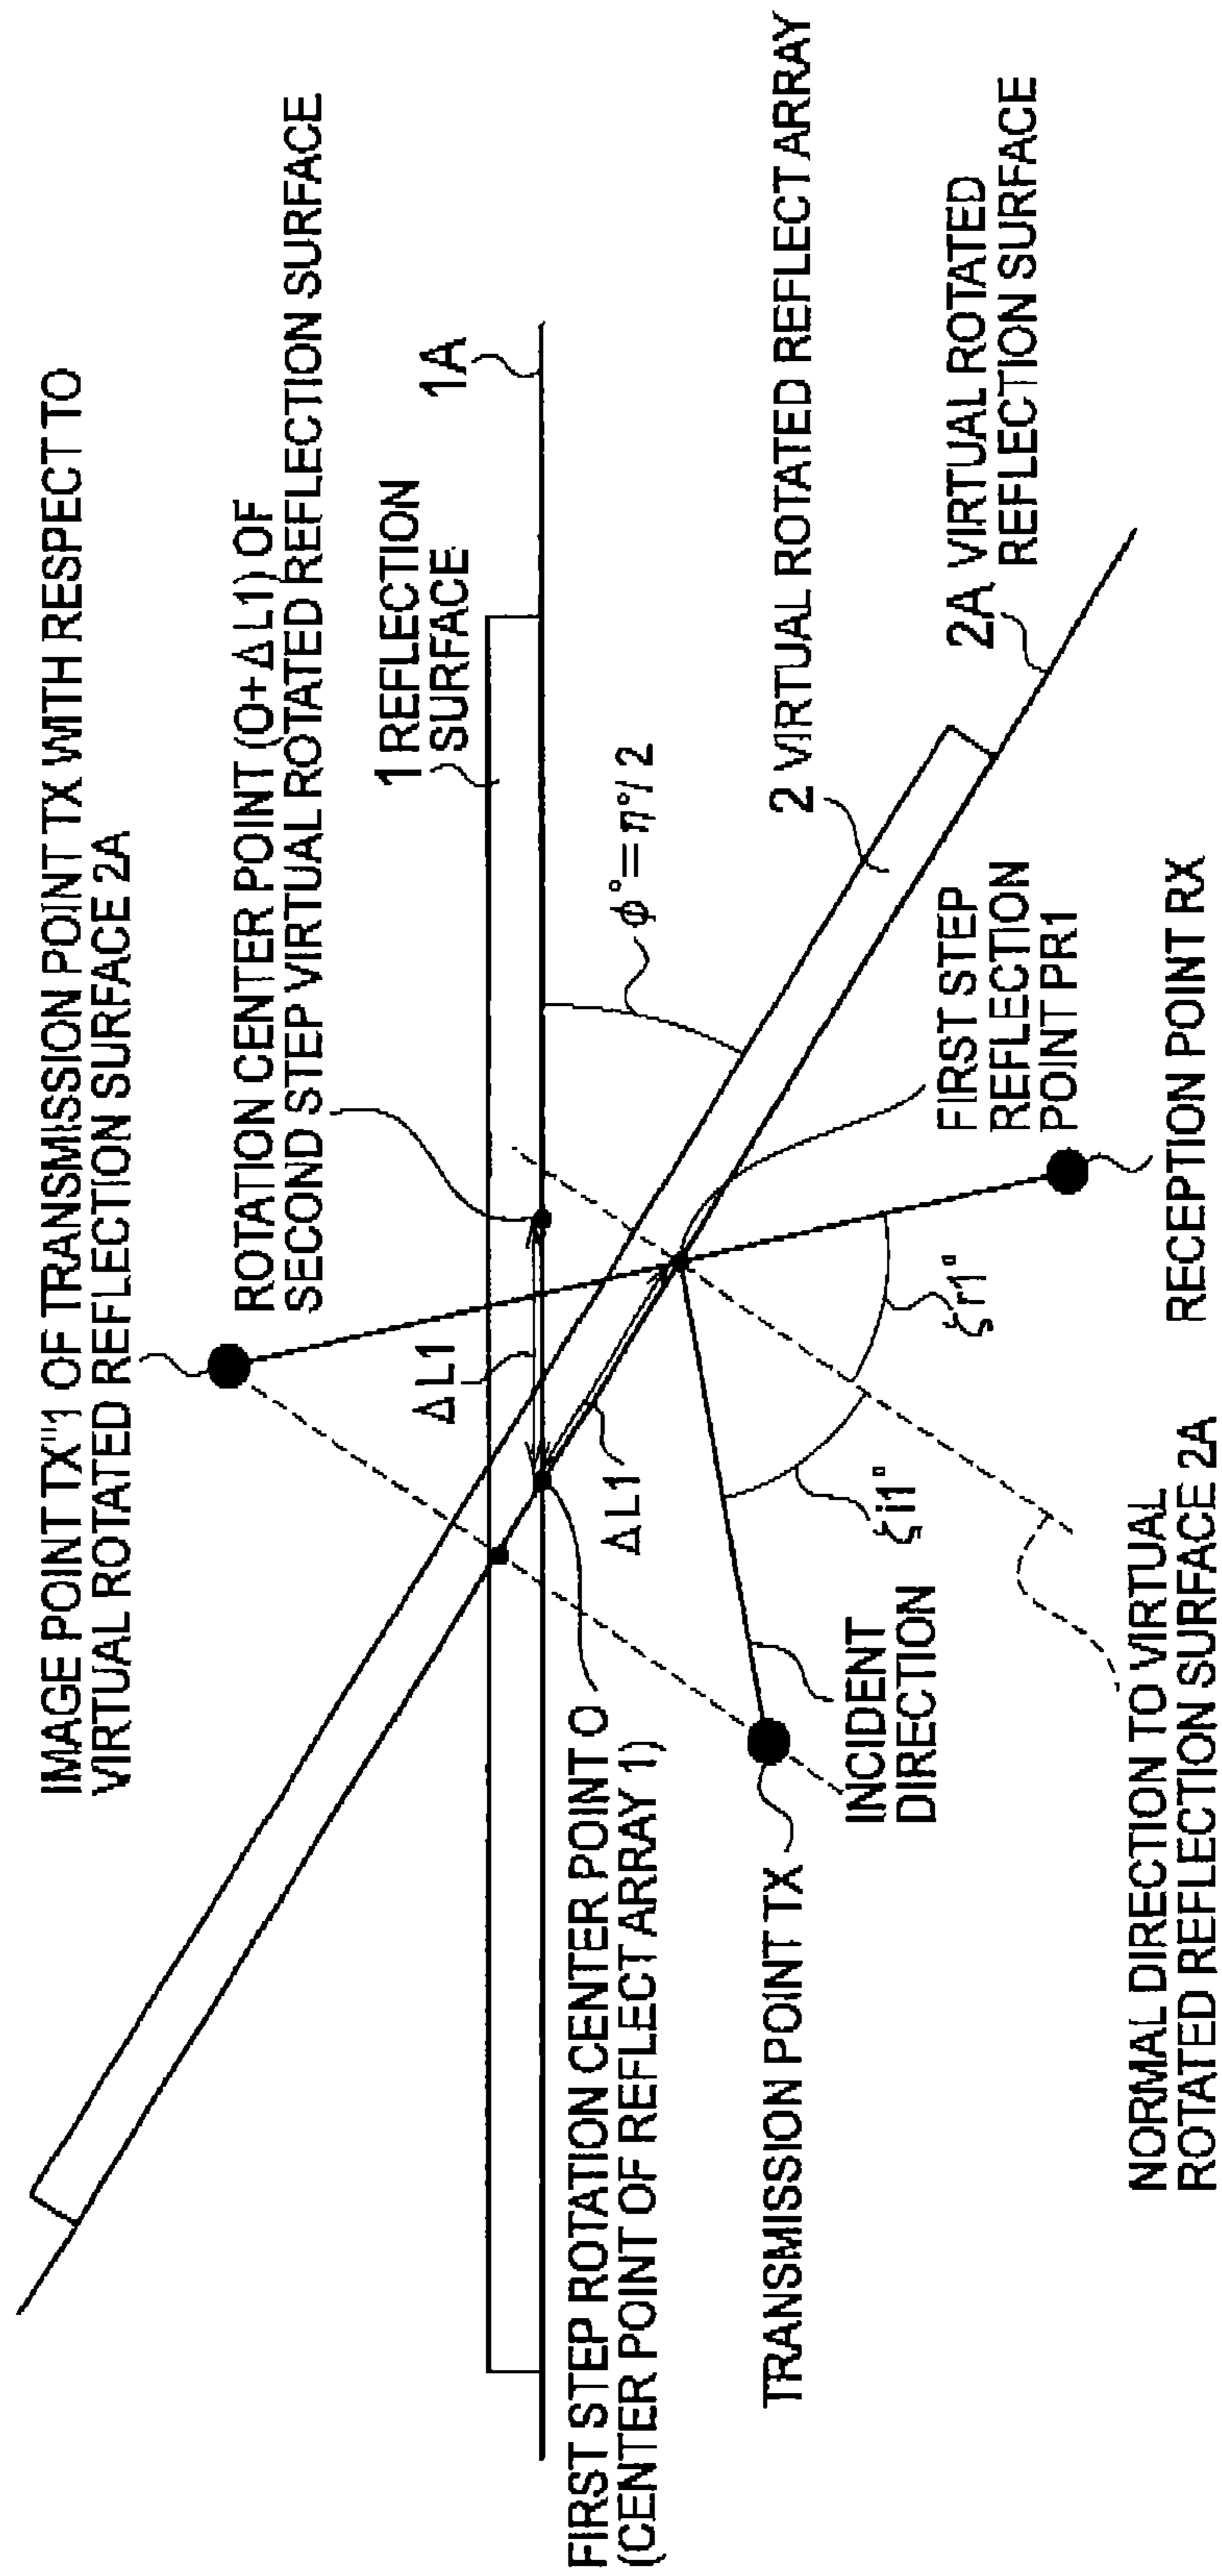 IMAGE POINT TX"1 OF TRANSMISSION POINT TX WITH RESPECT TO
VIRTUAL ROTATED REFLECTION SURFACE 2A
ROTATION CENTER POINT (O+ΔL1) OF
SECOND STEP VIRTUAL ROTATED REFLECTION SURFACE
1 REFLECTION
SURFACE
1A
ΔL1
ΔL1
ϕ°=η°/2
FIRST STEP ROTATION CENTER POINT O
(CENTER POINT OF REFLECT ARRAY 1)
2 VIRTUAL ROTATED REFLECT ARRAY
2A VIRTUAL ROTATED
REFLECTION SURFACE
TRANSMISSION POINT TX
INCIDENT
DIRECTION
ζi1°
ζr1°
FIRST STEP
REFLECTION
POINT PR1
NORMAL DIRECTION TO VIRTUAL
ROTATED REFLECTION SURFACE 2A
RECEPTION POINT RX